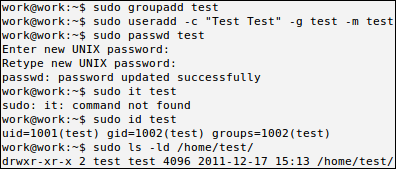 work@work:~$ sudo groupadd test
work@work:~$ sudo useradd -c "Test Test" -g test -m test
work@work:~$ sudo passwd test
Enter new UNIX password:
Retype new UNIX password:
passwd: password updated successfully
work@work:~$ sudo it test
sudo: it: command not found
work@work:~$ sudo id test
uid=1001(test) gid=1002(test) groups=1002(test)
work@work:~$ sudo ls -ld /home/test/
drwxr-xr-x 2 test test 4096 2011-12-17 15:13 /home/test/